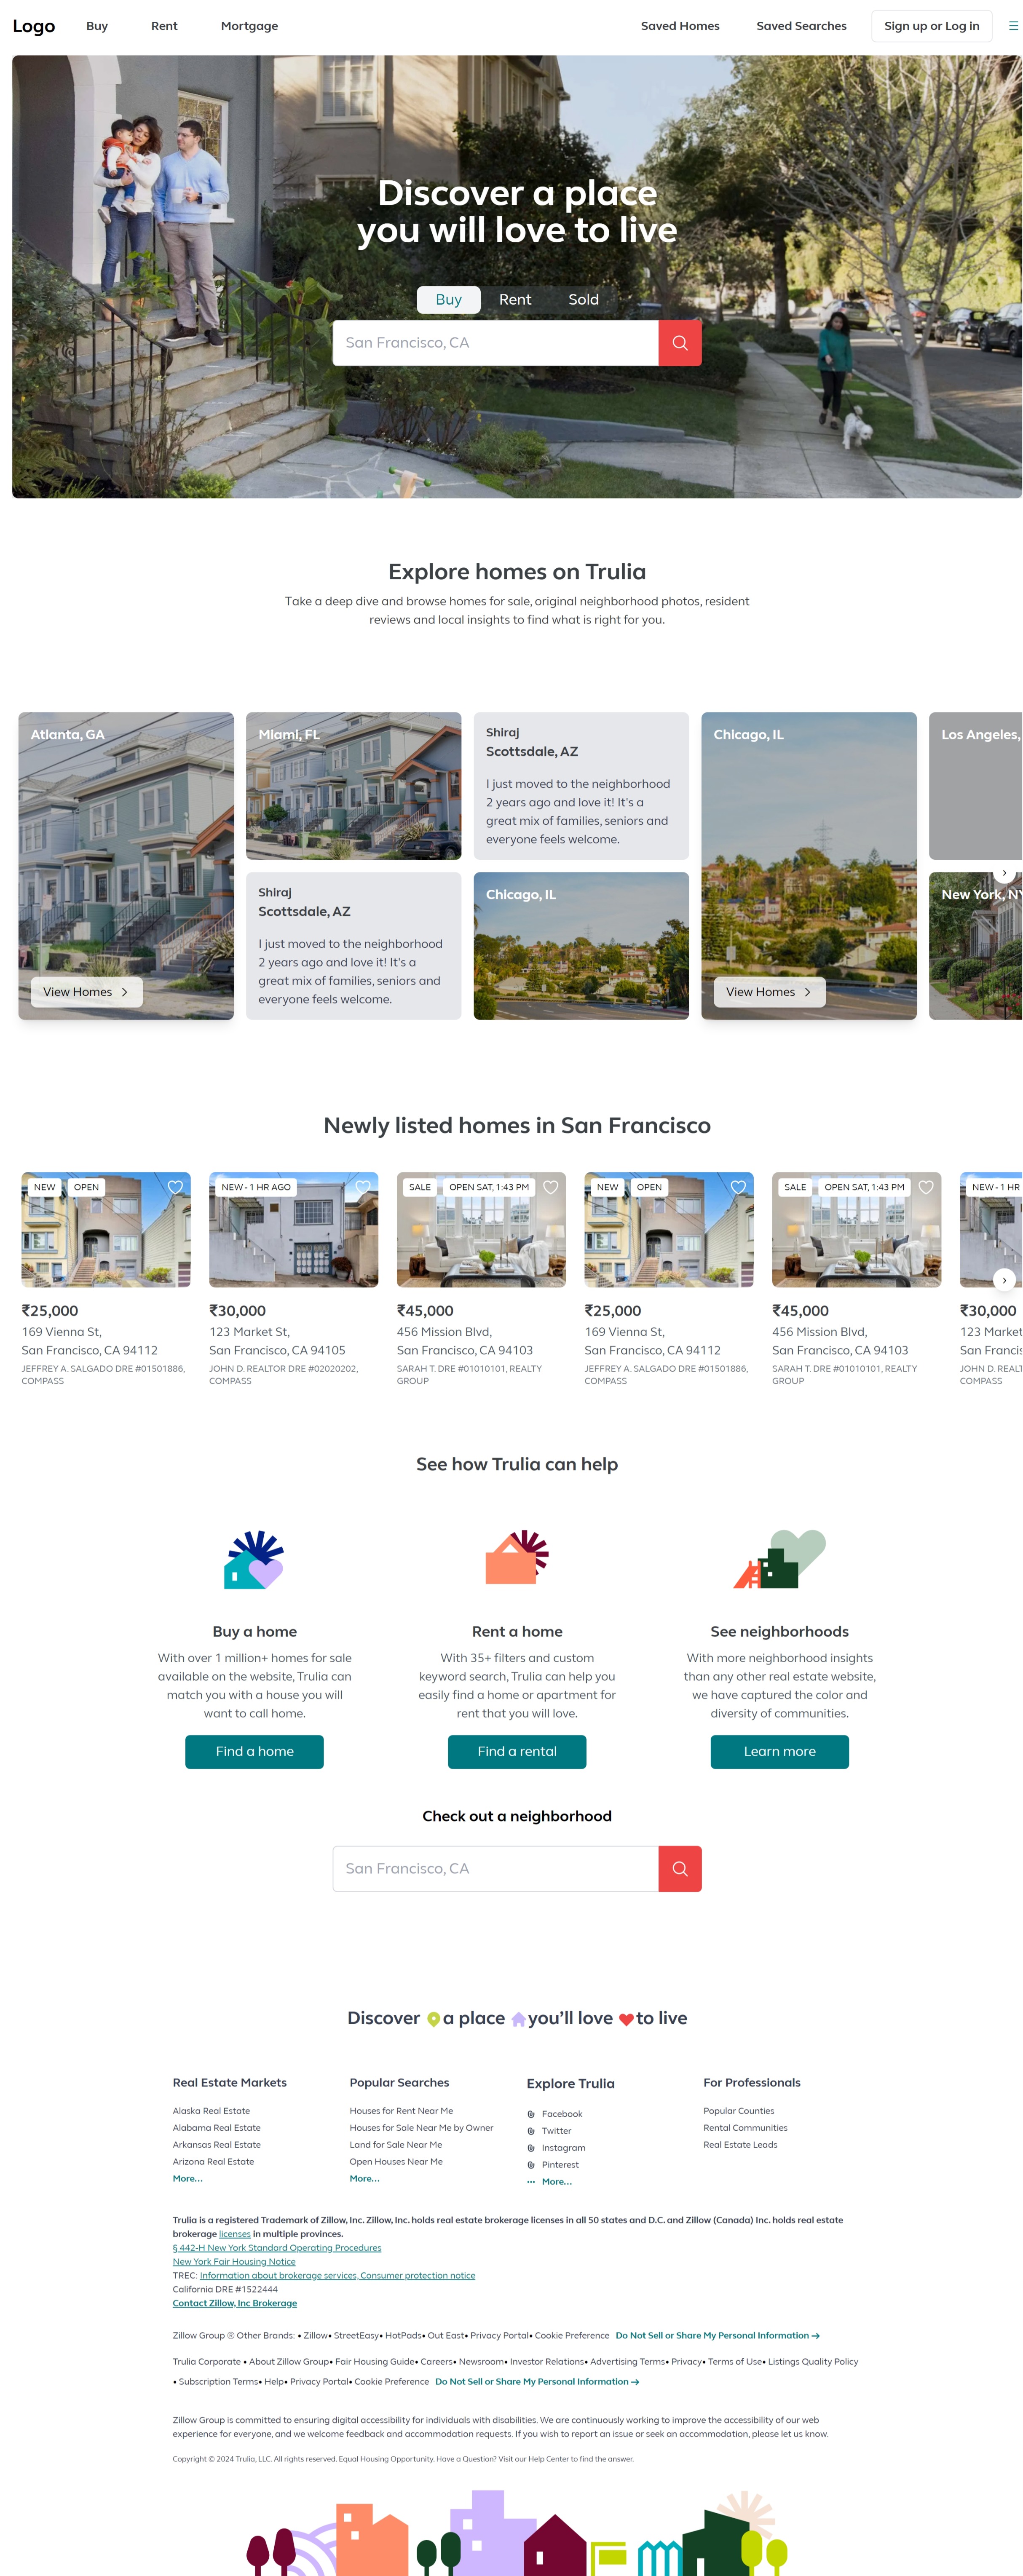 Logo
Buy
Rent
Mortgage
Saved Homes
Saved Searches
Sign up or Log in
Discover a place
you will love to live
Buy
Rent
Sold
San Francisco, CA
Explore homes on Trulia
Take a deep dive and browse homes for sale, original neighborhood photos, resident
reviews and local insights to find what is right for you.
Atlanta, GA
View Homes
Miami, FL
Shiraj
Scottsdale, AZ
I just moved to the neighborhood
2 years ago and love it! It's a
great mix of families, seniors and
everyone feels welcome.
Shiraj
Scottsdale, AZ
I just moved to the neighborhood
2 years ago and love it! It's a
great mix of families, seniors and
everyone feels welcome.
Chicago, IL
Chicago, IL
View Homes
Los Angeles,
New York, NY
Newly listed homes in San Francisco
NEW OPEN
₹25,000
169 Vienna St,
San Francisco, CA 94112
JEFFREY A. SALGADO DRE #01501886,
COMPASS
NEW - 1 HR AGO
₹30,000
123 Market St,
San Francisco, CA 94105
JOHN D. REALTOR DRE #02020202,
COMPASS
SALE OPEN SAT, 1:43 PM
₹45,000
456 Mission Blvd,
San Francisco, CA 94103
SARAH T. DRE #01010101, REALTY
GROUP
NEW OPEN
₹25,000
169 Vienna St,
San Francisco, CA 94112
JEFFREY A. SALGADO DRE #01501886,
COMPASS
SALE OPEN SAT, 1:43 PM
₹45,000
456 Mission Blvd,
San Francisco, CA 94103
SARAH T. DRE #01010101, REALTY
GROUP
NEW - 1 HR
₹30,000
123 Market
San Francis
JOHN D. REALT
COMPASS
See how Trulia can help
Buy a home
With over 1 million+ homes for sale
available on the website, Trulia can
match you with a house you will
want to call home.
Find a home
Rent a home
With 35+ filters and custom
keyword search, Trulia can help you
easily find a home or apartment for
rent that you will love.
Find a rental
See neighborhoods
With more neighborhood insights
than any other real estate website,
we have captured the color and
diversity of communities.
Learn more
Check out a neighborhood
San Francisco, CA
Discover a place you'll love to live
Real Estate Markets
Alaska Real Estate
Alabama Real Estate
Arkansas Real Estate
Arizona Real Estate
More...
Popular Searches
Houses for Rent Near Me
Houses for Sale Near Me by Owner
Land for Sale Near Me
Open Houses Near Me
More...
Explore Trulia
Facebook
Twitter
Instagram
Pinterest
More...
For Professionals
Popular Counties
Rental Communities
Real Estate Leads
Trulia is a registered Trademark of Zillow, Inc. Zillow, Inc. holds real estate brokerage licenses in all 50 states and D.C. and Zillow (Canada) Inc. holds real estate
brokerage licenses in multiple provinces.
§ 442-H New York Standard Operating Procedures
New York Fair Housing Notice
TREC: Information about brokerage services, Consumer protection notice
California DRE #1522444
Contact Zillow, Inc Brokerage
Zillow Group ® Other Brands: • Zillow• StreetEasy• HotPads• Out East• Privacy Portal• Cookie Preference Do Not Sell or Share My Personal Information →
Trulia Corporate • About Zillow Group• Fair Housing Guide• Careers• Newsroom• Investor Relations• Advertising Terms• Privacy• Terms of Use• Listings Quality Policy
• Subscription Terms• Help• Privacy Portal• Cookie Preference Do Not Sell or Share My Personal Information →
Zillow Group is committed to ensuring digital accessibility for individuals with disabilities. We are continuously working to improve the accessibility of our web
experience for everyone, and we welcome feedback and accommodation requests. If you wish to report an issue or seek an accommodation, please let us know.
Copyright © 2024 Trulia, LLC. All rights reserved. Equal Housing Opportunity. Have a Question? Visit our Help Center to find the answer.